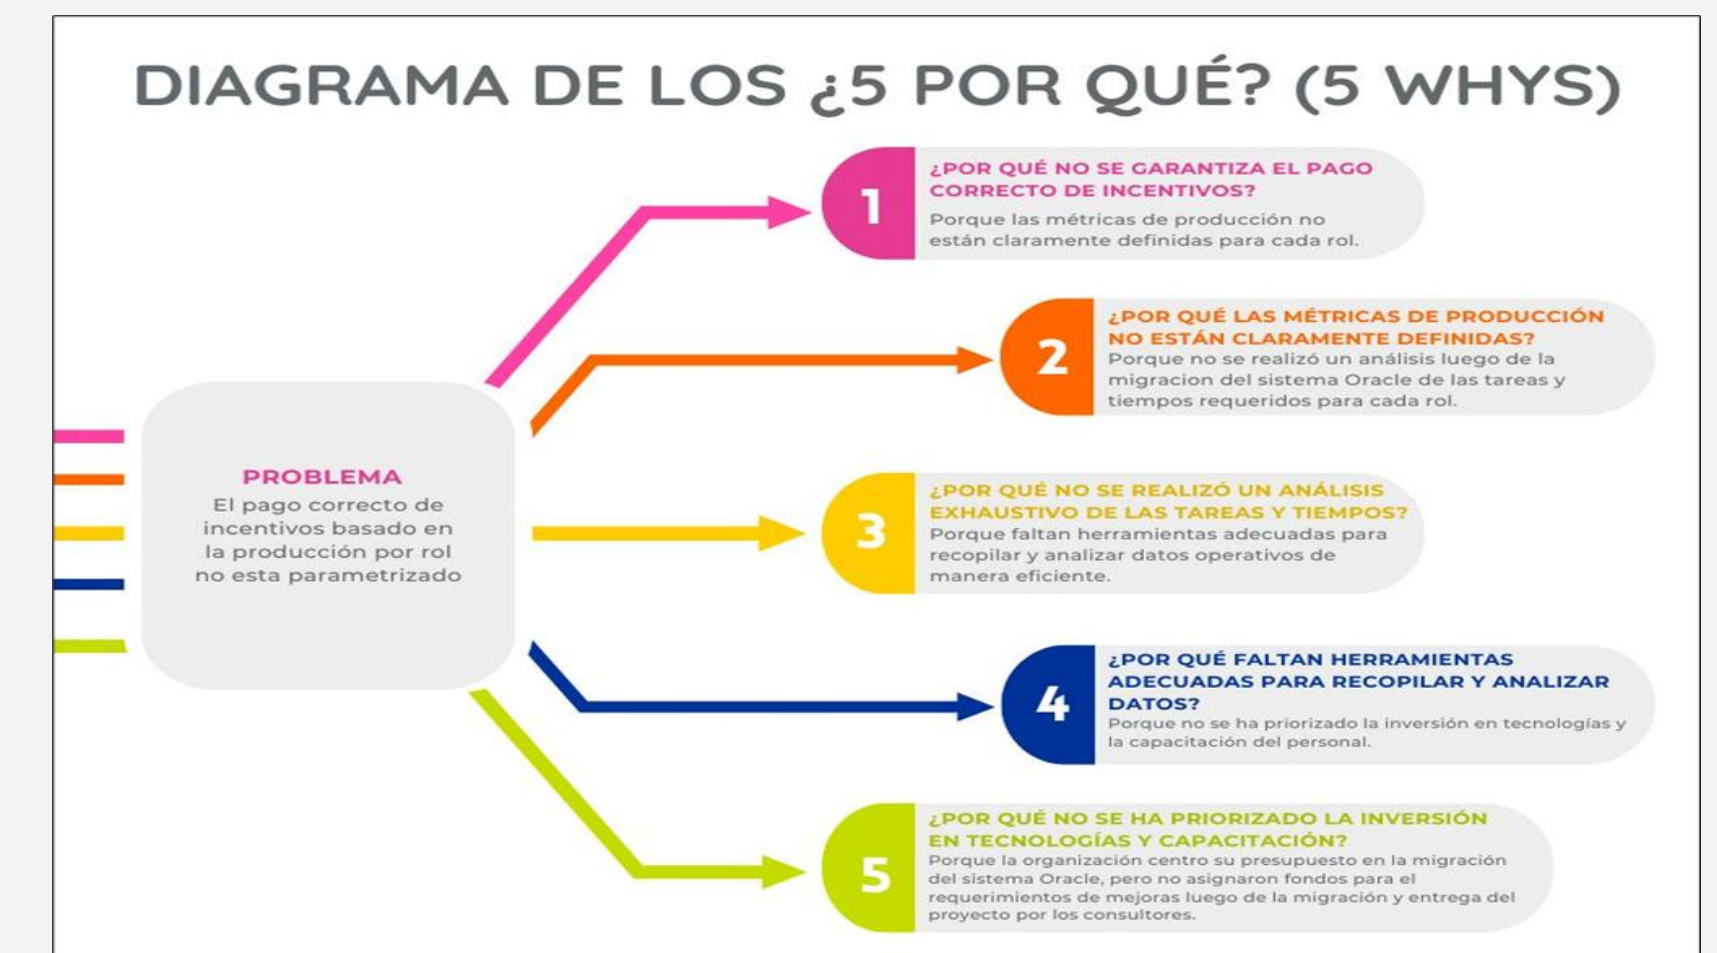 DIAGRAMA DE LOS ¿5 POR QUÉ? (5 WHYS)
PROBLEMA
El pago correcto de
incentivos basado en
la producción por rol
no esta parametrizado
1
¿POR QUÉ NO SE GARANTIZA EL PAGO
CORRECTO DE INCENTIVOS?
Porque las métricas de producción no
están claramente definidas para cada rol.
2
¿POR QUÉ LAS MÉTRICAS DE PRODUCCIÓN
NO ESTÁN CLARAMENTE DEFINIDAS?
Porque no se realizó un análisis luego de la
migracion del sistema Oracle de las tareas y
tiempos requeridos para cada rol.
3
¿POR QUÉ NO SE REALIZÓ UN ANÁLISIS
EXHAUSTIVO DE LAS TAREAS Y TIEMPOS?
Porque faltan herramientas adecuadas para
recopilar y analizar datos operativos de
manera eficiente.
4
¿POR QUÉ FALTAN HERRAMIENTAS
ADECUADAS PARA RECOPILAR Y ANALIZAR
DATOS?
Porque no se ha priorizado la inversión en tecnologías y
la capacitación del personal.
5
¿POR QUÉ NO SE HA PRIORIZADO LA INVERSIÓN
EN TECNOLOGÍAS Y CAPACITACIÓN?
Porque la organización centro su presupuesto en la migración
del sistema Oracle, pero no asignaron fondos para el
requerimientos de mejoras luego de la migración y entrega del
proyecto por los consultores.